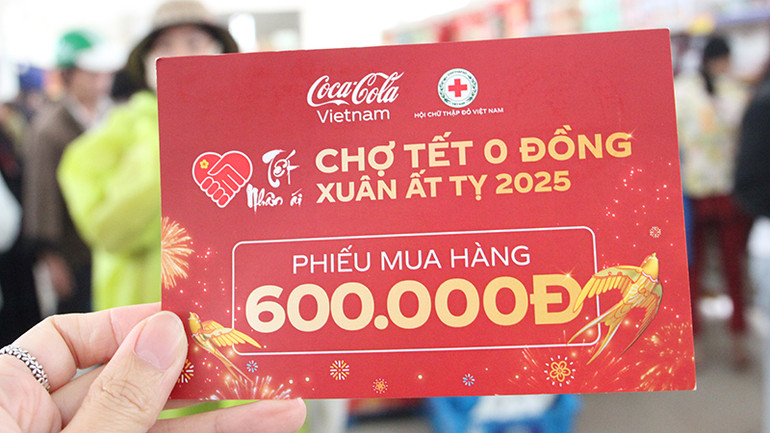 Coca-Cola
Vietnam
HỘI CHỮ THẬP ĐỎ VIỆT NAM
Tết
Nhân ái
CHỢ TẾT 0 ĐỒNG
XUÂN ẤT TỴ 2025
PHIẾU MUA HÀNG
600.000Đ